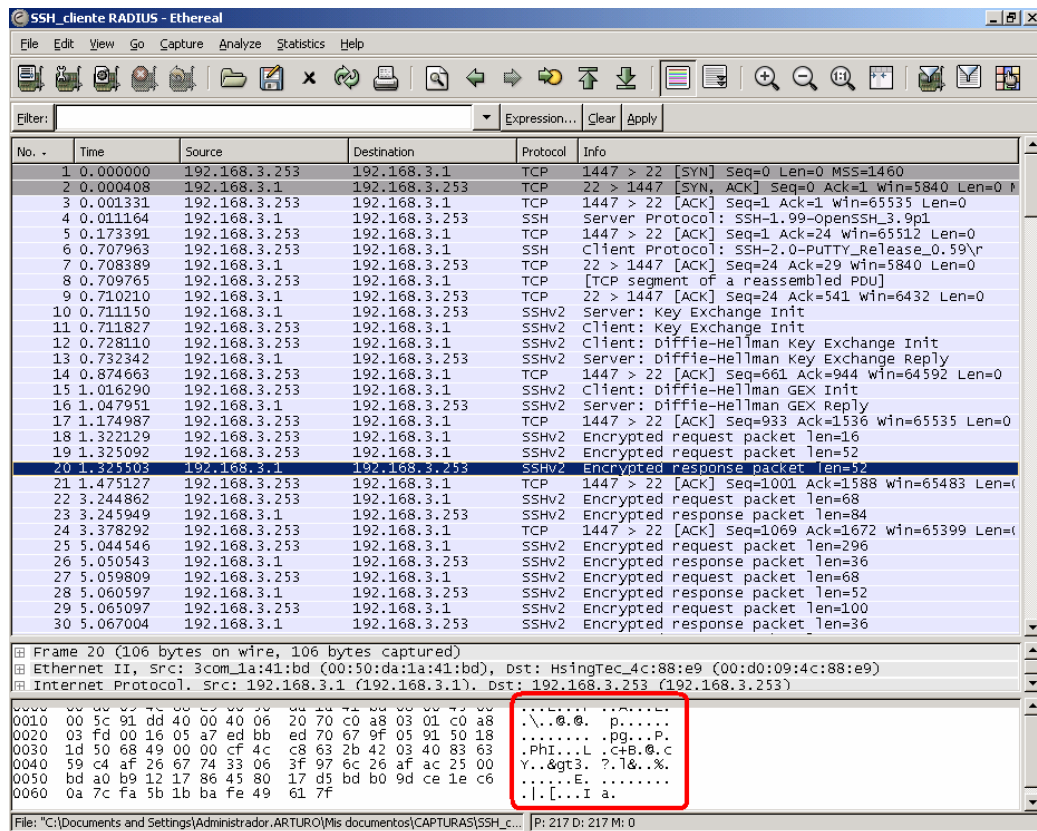 SSH_cliente RADIUS - Ethereal
File Edit View Go Capture Analyze Statistics Help
Filter: Expression... Clear Apply
No. - Time Source Destination Protocol Info
1 0.000000 192.168.3.253 192.168.3.1 TCP 1447 > 22 [SYN] Seq=0 Len=0 MSS=1460
2 0.000408 192.168.3.1 192.168.3.253 TCP 22 > 1447 [SYN, ACK] Seq=0 Ack=1 Win=5840 Len=0 M
3 0.001331 192.168.3.253 192.168.3.1 TCP 1447 > 22 [ACK] Seq=1 Ack=1 Win=65535 Len=0
4 0.011164 192.168.3.1 192.168.3.253 SSH Server Protocol: SSH-1.99-OpenSSH_3.9p1
5 0.173391 192.168.3.253 192.168.3.1 TCP 1447 > 22 [ACK] Seq=1 Ack=24 Win=65512 Len=0
6 0.707963 192.168.3.253 192.168.3.1 SSH Client Protocol: SSH-2.0-PuTTY_Release_0.59\r
7 0.708389 192.168.3.1 192.168.3.253 TCP 22 > 1447 [ACK] Seq=24 Ack=29 Win=5840 Len=0
8 0.709765 192.168.3.253 192.168.3.1 TCP [TCP segment of a reassembled PDU]
9 0.710210 192.168.3.1 192.168.3.253 TCP 22 > 1447 [ACK] Seq=24 Ack=541 Win=6432 Len=0
10 0.711150 192.168.3.1 192.168.3.253 SSHv2 Server: Key Exchange Init
11 0.711827 192.168.3.253 192.168.3.1 SSHv2 Client: Key Exchange Init
12 0.728110 192.168.3.253 192.168.3.1 SSHv2 Client: Diffie-Hellman Key Exchange Init
13 0.732342 192.168.3.1 192.168.3.253 SSHv2 Server: Diffie-Hellman Key Exchange Reply
14 0.874663 192.168.3.253 192.168.3.1 TCP 1447 > 22 [ACK] Seq=661 Ack=944 Win=64592 Len=0
15 1.016290 192.168.3.253 192.168.3.1 SSHv2 Client: Diffie-Hellman GEX Init
16 1.047951 192.168.3.1 192.168.3.253 SSHv2 Server: Diffie-Hellman GEX Reply
17 1.174987 192.168.3.253 192.168.3.1 TCP 1447 > 22 [ACK] Seq=933 Ack=1536 Win=65535 Len=0
18 1.322129 192.168.3.253 192.168.3.1 SSHv2 Encrypted request packet len=16
19 1.325092 192.168.3.253 192.168.3.1 SSHv2 Encrypted request packet len=52
20 1.325503 192.168.3.1 192.168.3.253 SSHv2 Encrypted response packet len=52
21 1.475127 192.168.3.253 192.168.3.1 TCP 1447 > 22 [ACK] Seq=1001 Ack=1588 Win=65483 Len=(
22 3.244862 192.168.3.253 192.168.3.1 SSHv2 Encrypted request packet len=68
23 3.245949 192.168.3.1 192.168.3.253 SSHv2 Encrypted response packet len=84
24 3.378292 192.168.3.253 192.168.3.1 TCP 1447 > 22 [ACK] Seq=1069 Ack=1672 Win=65399 Len=(
25 5.044546 192.168.3.253 192.168.3.1 SSHv2 Encrypted request packet len=296
26 5.050543 192.168.3.1 192.168.3.253 SSHv2 Encrypted response packet len=36
27 5.059809 192.168.3.253 192.168.3.1 SSHv2 Encrypted request packet len=68
28 5.060597 192.168.3.1 192.168.3.253 SSHv2 Encrypted response packet len=52
29 5.065097 192.168.3.253 192.168.3.1 SSHv2 Encrypted request packet len=100
30 5.067004 192.168.3.1 192.168.3.253 SSHv2 Encrypted response packet len=36
Frame 20 (106 bytes on wire, 106 bytes captured)
Ethernet II, Src: 3com_1a:41:bd (00:50:da:1a:41:bd), Dst: HsingTec_4c:88:e9 (00:d0:09:4c:88:e9)
Internet Protocol, Src: 192.168.3.1 (192.168.3.1), Dst: 192.168.3.253 (192.168.3.253)
0010 00 5c 91 dd 40 00 40 06 20 70 c0 a8 03 01 c0 a8 .\..@.@. p......
0020 03 fd 00 16 05 a7 ed bb ed 70 67 9f 05 91 50 18 ........ .pg...P.
0030 1d 50 68 49 00 00 cf 4c c8 63 2b 42 03 40 83 63 .PhI...L .c+B.@.c
0040 59 c4 af 26 67 74 33 06 3f 97 6c 26 af ac 25 00 Y..&gt3. ?.l&..%.
0050 bd a0 b9 12 17 86 45 80 17 d5 bd b0 9d ce 1e c6 ......E. ........
0060 0a 7c fa 5b 1b ba fe 49 61 7f .|.[...I a.
File: "C:\Documents and Settings\Administrador.ARTURO\Mis documentos\CAPTURAS\SSH_c... P: 217 D: 217 M: 0